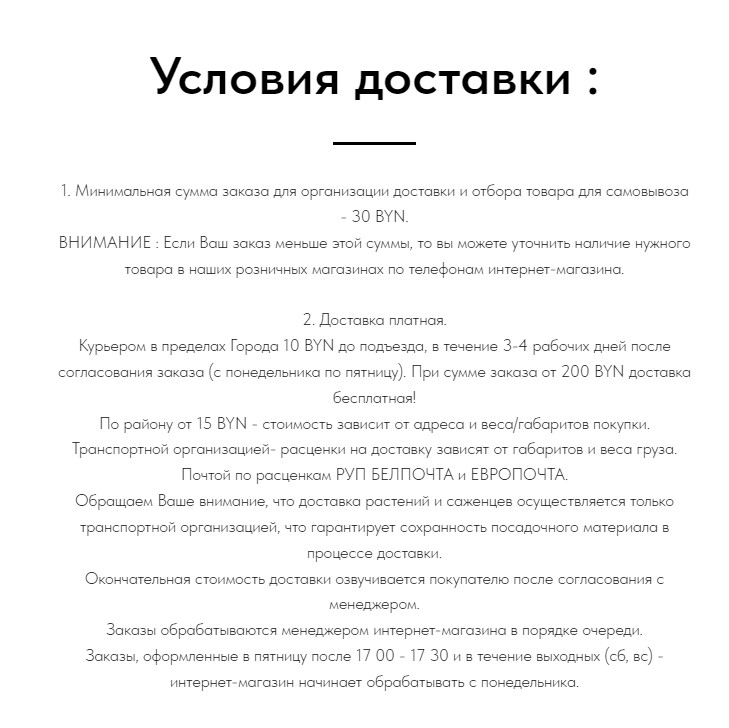 Условия доставки :
1. Минимальная сумма заказа для организации доставки и отбора товара для самовывоза
- 30 BYN.
ВНИМАНИЕ : Если Ваш заказ меньше этой суммы, то вы можете уточнить наличие нужного
товара в наших розничных магазинах по телефонам интернет-магазина.
2. Доставка платная.
Курьером в пределах Города 10 BYN до подъезда, в течение 3-4 рабочих дней после
согласования заказа (с понедельника по пятницу). При сумме заказа от 200 BYN доставка
бесплатная!
По району от 15 BYN - стоимость зависит от адреса и веса/габаритов покупки.
Транспортной организацией- расценки на доставку зависят от габаритов и веса груза.
Почтой по расценкам РУП БЕЛПОЧТА и ЕВРОПОЧТА.
Обращаем Ваше внимание, что доставка растений и саженцев осуществляется только
транспортной организацией, что гарантирует сохранность посадочного материала в
процессе доставки.
Окончательная стоимость доставки озвучивается покупателю после согласования с
менеджером.
Заказы обрабатываются менеджером интернет-магазина в порядке очереди.
Заказы, оформленные в пятницу после 17 00 - 17 30 и в течение выходных (сб, вс) -
интернет-магазин начинает обрабатывать с понедельника.